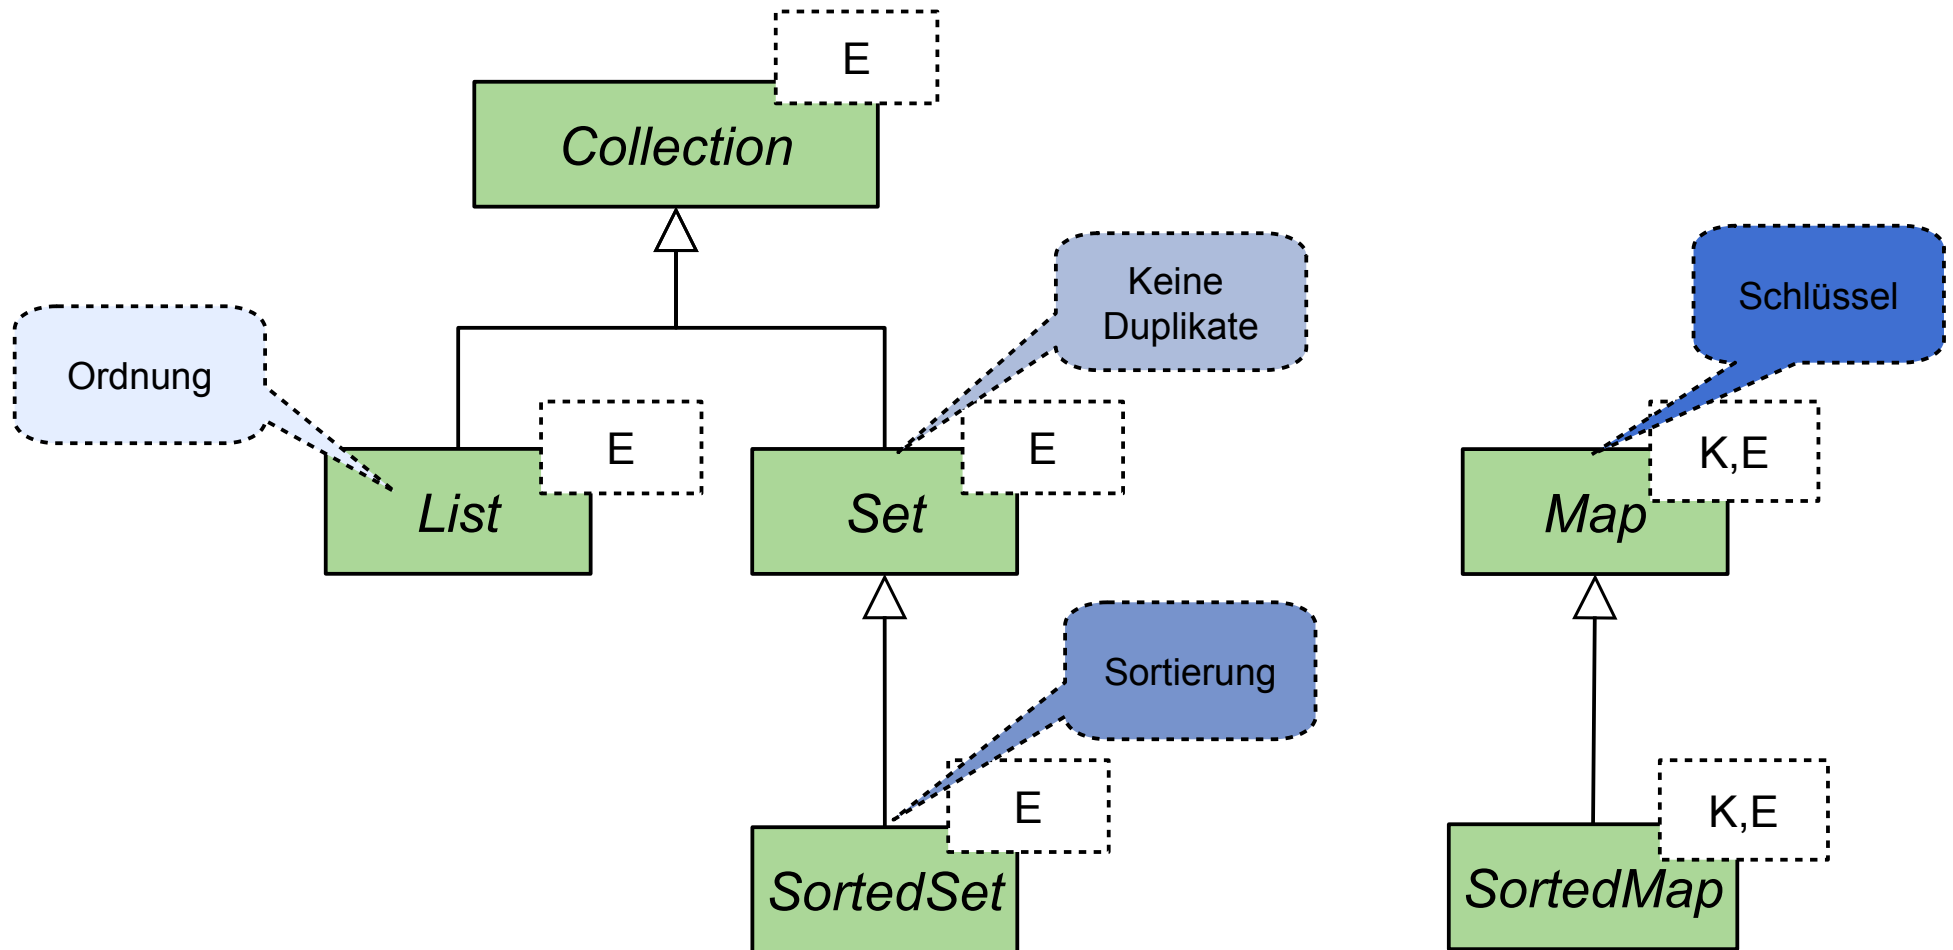 E
Collection
Keine
Duplikate
Schlüssel
Ordnung
E
List
E
Set
K,E
Map
Sortierung
E
SortedSet
K,E
SortedMap